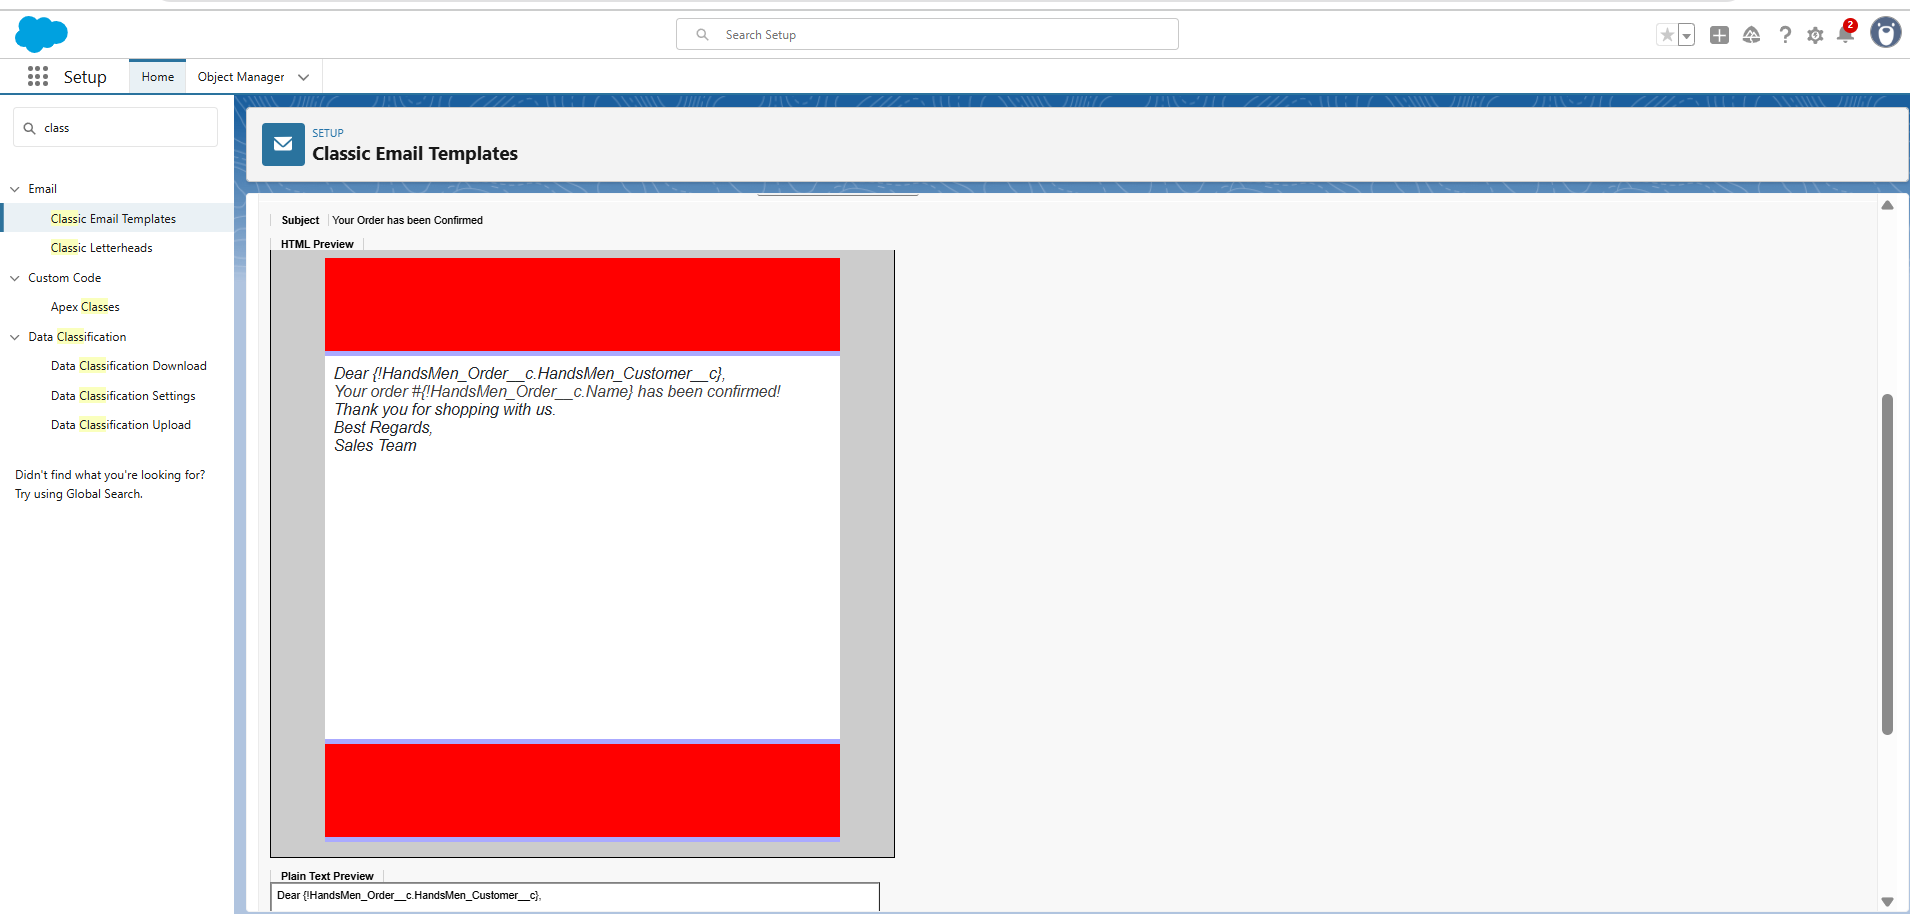 Search Setup
2
Setup
Home
Object Manager
class
Email
Classic Email Templates
Classic Letterheads
Custom Code
Apex Classes
Data Classification
Data Classification Download
Data Classification Settings
Data Classification Upload
Didn't find what you're looking for?
Try using Global Search.
SETUP
Classic Email Templates
Subject Your Order has been Confirmed
HTML Preview
Dear {!HandsMen_Order__c.HandsMen_Customer__c},
Your order #{!HandsMen_Order__c.Name} has been confirmed!
Thank you for shopping with us.
Best Regards,
Sales Team
Plain Text Preview
Dear {!HandsMen_Order__c.HandsMen_Customer__c},